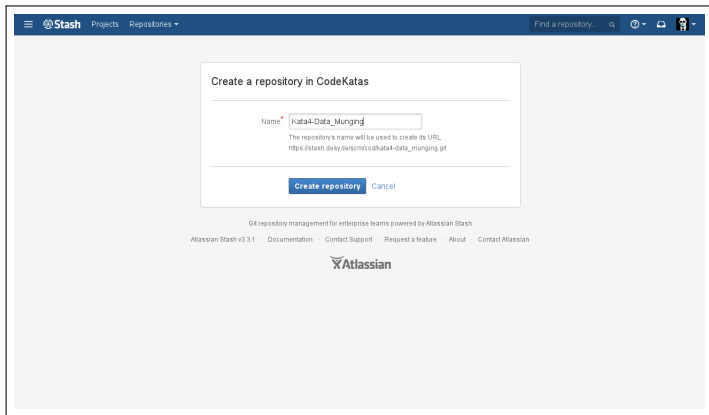 Stash Projects Repositories Find a repository...
Create a repository in CodeKatas
Name* Kata4-Data_Munging
The repository's name will be used to create its URL
https://stash.desy.de/scm/cod/kata4-data_munging.git
Create repository Cancel
Git repository management for enterprise teams powered by Atlassian Stash
Atlassian Stash v3.3.1 · Documentation · Contact Support · Request a feature · About · Contact Atlassian
Atlassian